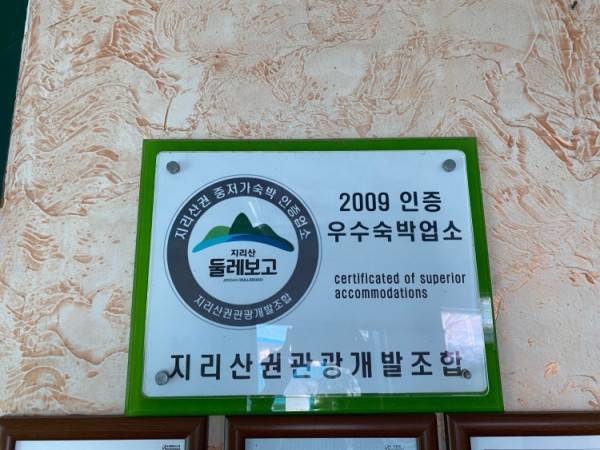 지리산권 중저가숙박 인증업소
지리산
둘레보고
지리산권관광개발조합
2009 인증
우수숙박업소
certificated of superior
accommodations
지리산권관광개발조합